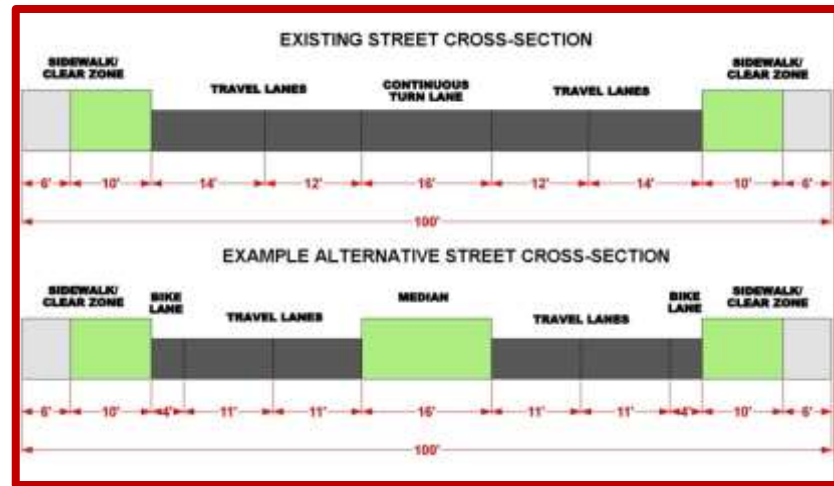 EXISTING STREET CROSS-SECTION
SIDEWALK/
CLEAR ZONE
TRAVEL LANES
CONTINUOUS
TURN LANE
TRAVEL LANES
SIDEWALK/
CLEAR ZONE
6' 10' 14' 12' 16' 12' 14' 10' 6'
100'
EXAMPLE ALTERNATIVE STREET CROSS-SECTION
SIDEWALK/
CLEAR ZONE
BIKE
LANE
TRAVEL LANES
MEDIAN
TRAVEL LANES
BIKE
LANE
SIDEWALK/
CLEAR ZONE
6' 10' 4' 11' 11' 16' 11' 11' 4' 10' 6'
100'